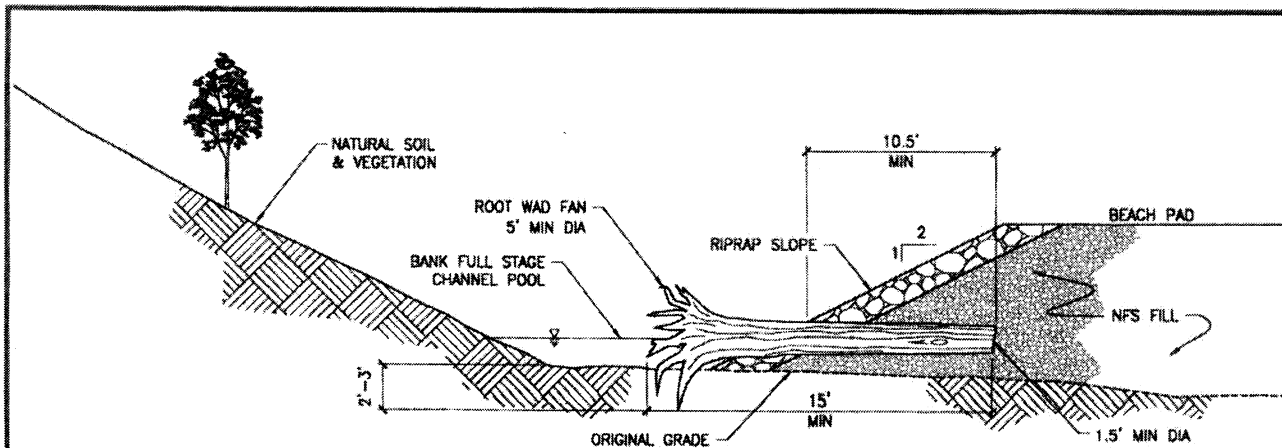 NATURAL SOIL
& VEGETATION
ROOT WAD FAN
5' MIN DIA
BANK FULL STAGE
CHANNEL POOL
10.5'
MIN
RIPRAP SLOPE
2
1
BEACH PAD
NFS FILL
2'-3'
15'
MIN
ORIGINAL GRADE
1.5' MIN DIA